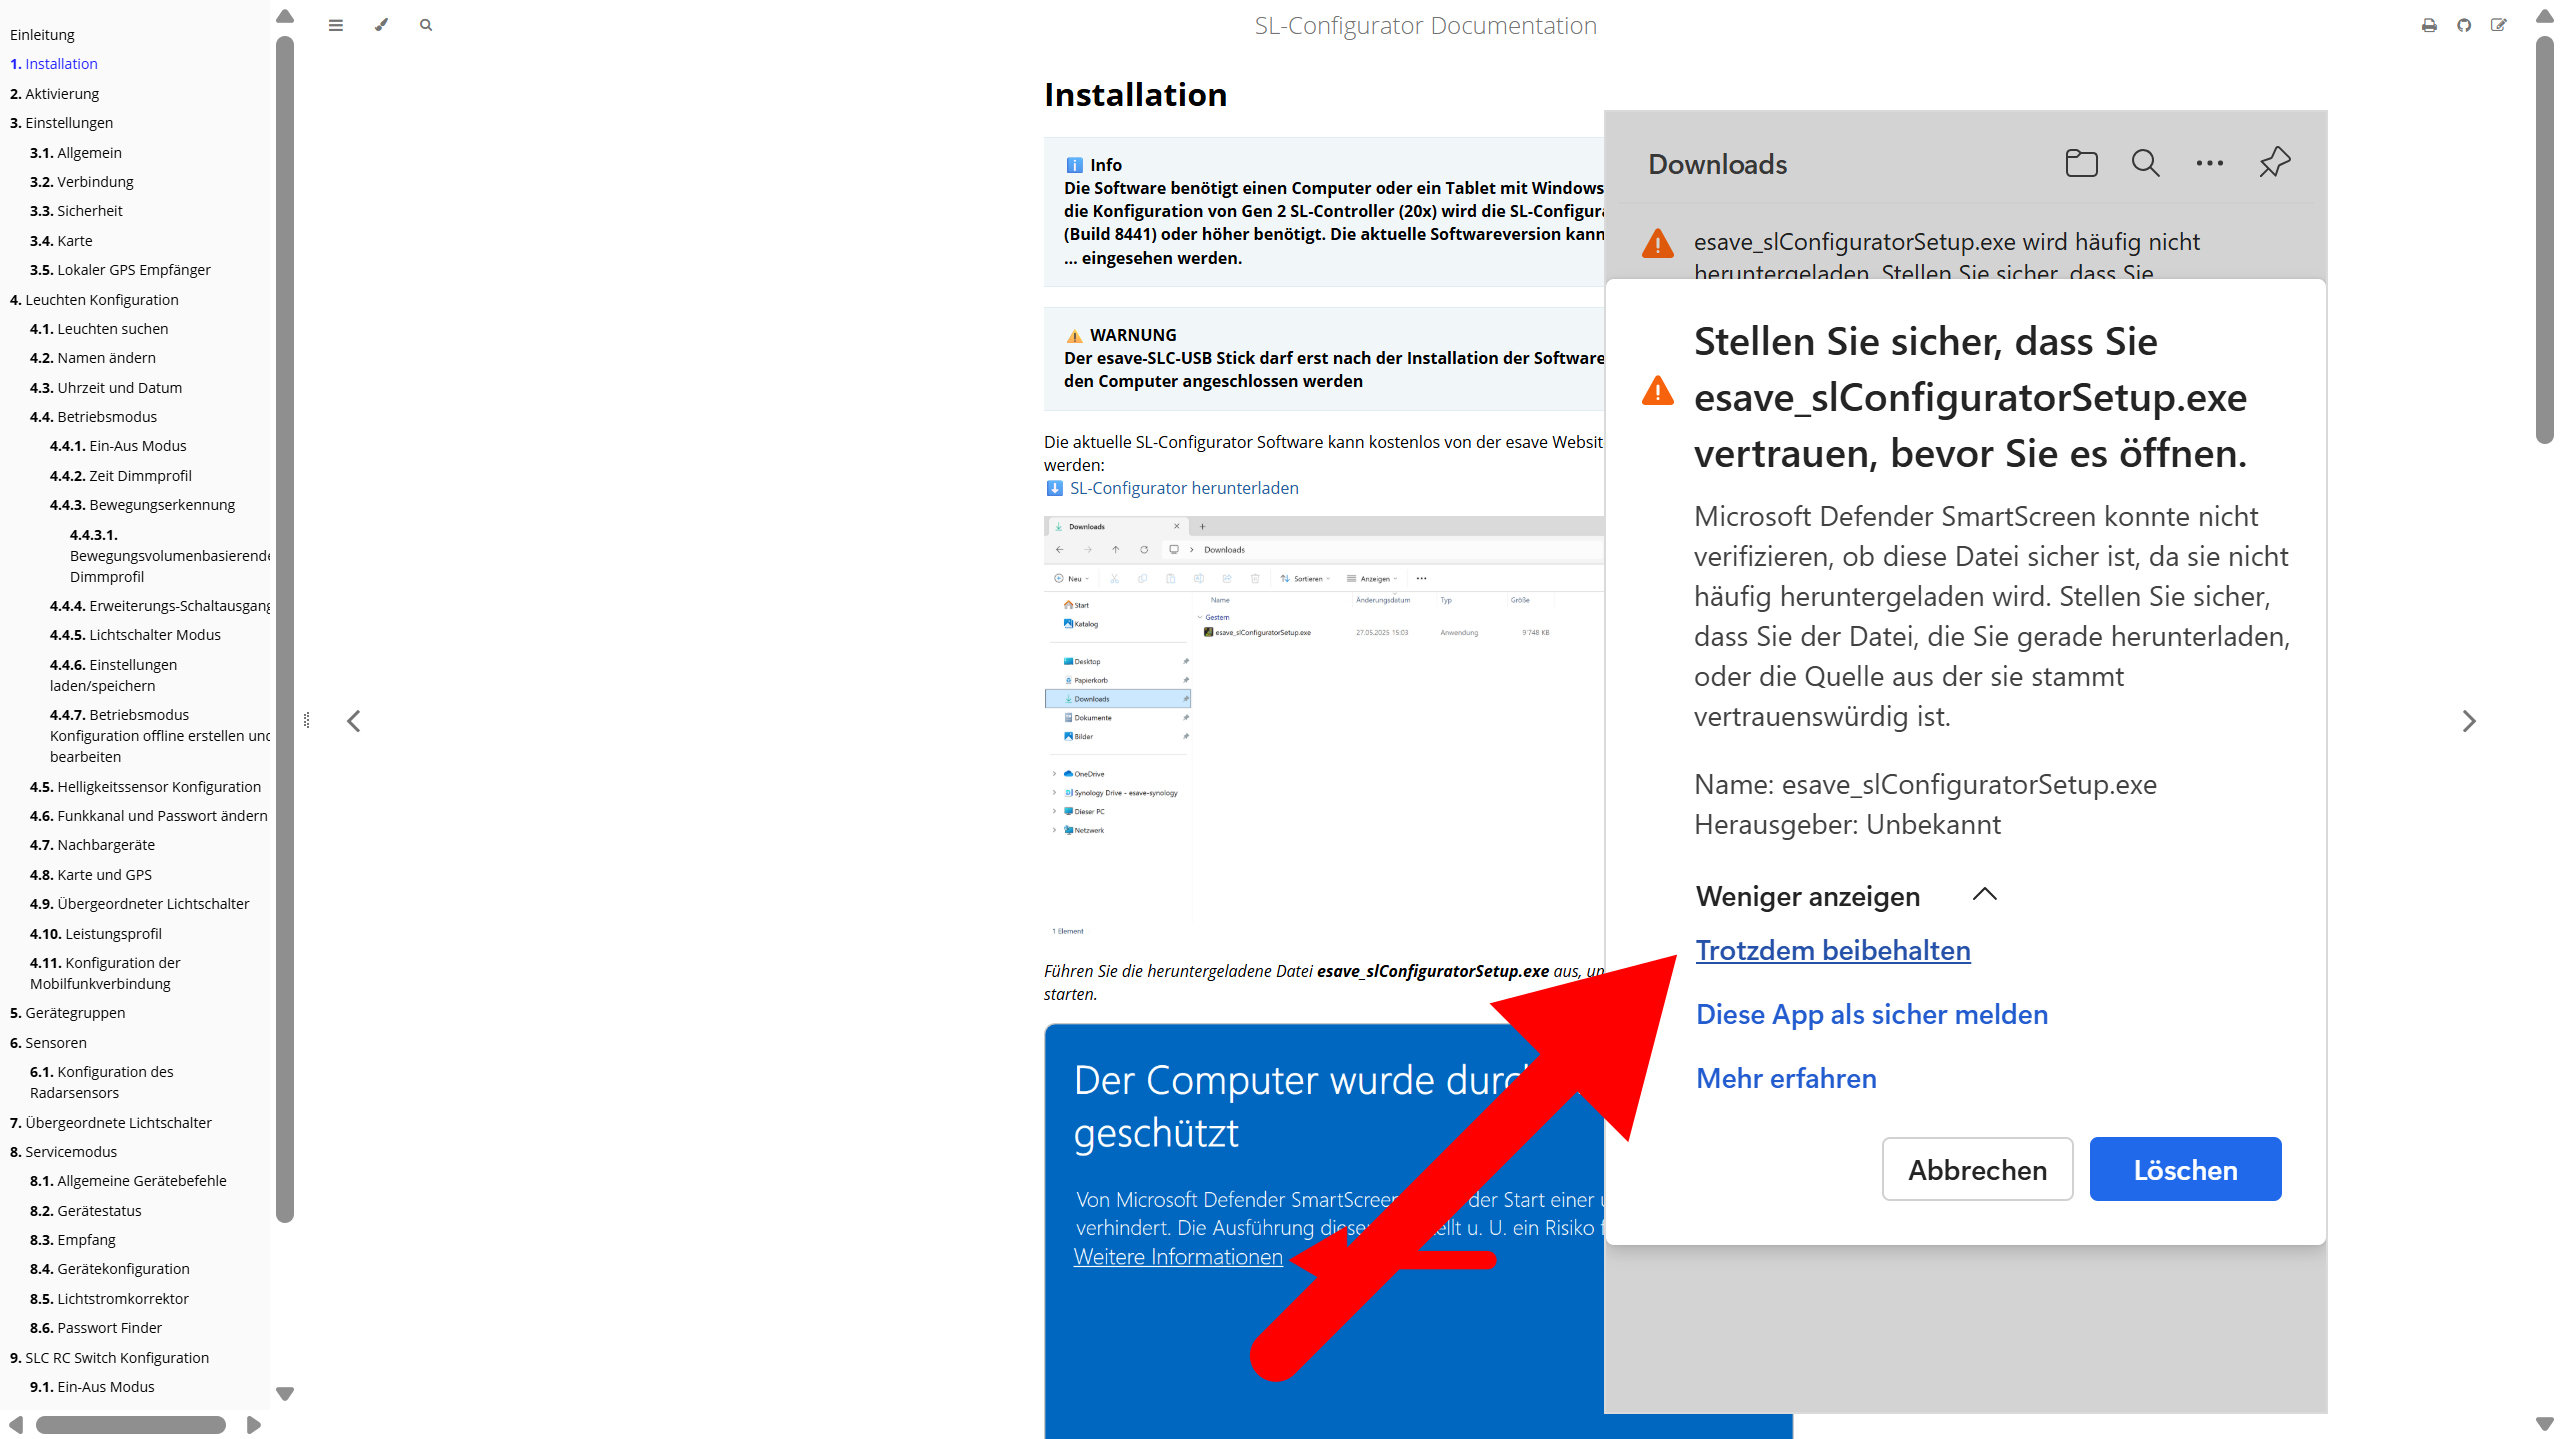 Einleitung
1. Installation
2. Aktivierung
3. Einstellungen
3.1. Allgemein
3.2. Verbindung
3.3. Sicherheit
3.4. Karte
3.5. Lokaler GPS Empfänger
4. Leuchten Konfiguration
4.1. Leuchten suchen
4.2. Namen ändern
4.3. Uhrzeit und Datum
4.4. Betriebsmodus
4.4.1. Ein-Aus Modus
4.4.2. Zeit Dimmprofil
4.4.3. Bewegungserkennung
4.4.3.1.
Bewegungsvolumenbasierende
Dimmprofil
4.4.4. Erweiterungs-Schaltausgang
4.4.5. Lichtschalter Modus
4.4.6. Einstellungen
laden/speichern
4.4.7. Betriebsmodus
Konfiguration offline erstellen und
bearbeiten
4.5. Helligkeitssensor Konfiguration
4.6. Funkkanal und Passwort ändern
4.7. Nachbargeräte
4.8. Karte und GPS
4.9. Übergeordneter Lichtschalter
4.10. Leistungsprofil
4.11. Konfiguration der
Mobilfunkverbindung
5. Gerätegruppen
6. Sensoren
6.1. Konfiguration des
Radarsensors
7. Übergeordnete Lichtschalter
8. Servicemodus
8.1. Allgemeine Gerätebefehle
8.2. Gerätestatus
8.3. Empfang
8.4. Gerätekonfiguration
8.5. Lichtstromkorrektor
8.6. Passwort Finder
9. SLC RC Switch Konfiguration
9.1. Ein-Aus Modus
SL-Configurator Documentation
Installation
Info
Die Software benötigt einen Computer oder ein Tablet mit Windows
die Konfiguration von Gen 2 SL-Controller (20x) wird die SL-Configura
(Build 8441) oder höher benötigt. Die aktuelle Softwareversion kann
... eingesehen werden.
WARNUNG
Der esave-SLC-USB Stick darf erst nach der Installation der Software
den Computer angeschlossen werden
Die aktuelle SL-Configurator Software kann kostenlos von der esave Websit
werden:
SL-Configurator herunterladen
Downloads
Downloads
Neu
Sortieren
Anzeigen
Name Änderungsdatum Typ Größe
Gestern
esave_slConfiguratorSetup.exe 27.05.2025 15:03 Anwendung 9'748 KB
Start
Katalog
Desktop
Papierkorb
Downloads
Dokumente
Bilder
OneDrive
Synology Drive - esave-synology
Dieser PC
Netzwerk
1 Element
Führen Sie die heruntergeladene Datei esave_slConfiguratorSetup.exe aus, un
starten.
Der Computer wurde durc
geschützt
Von Microsoft Defender SmartScreen der Start einer u
verhindert. Die Ausführung dieser stellt u. U. ein Risiko f
Weitere Informationen
Downloads
esave_slConfiguratorSetup.exe wird häufig nicht
heruntergeladen. Stellen Sie sicher, dass Sie
Stellen Sie sicher, dass Sie
esave_slConfiguratorSetup.exe
vertrauen, bevor Sie es öffnen.
Microsoft Defender SmartScreen konnte nicht
verifizieren, ob diese Datei sicher ist, da sie nicht
häufig heruntergeladen wird. Stellen Sie sicher,
dass Sie der Datei, die Sie gerade herunterladen,
oder die Quelle aus der sie stammt
vertrauenswürdig ist.
Name: esave_slConfiguratorSetup.exe
Herausgeber: Unbekannt
Weniger anzeigen
Trotzdem beibehalten
Diese App als sicher melden
Mehr erfahren
Abbrechen
Löschen